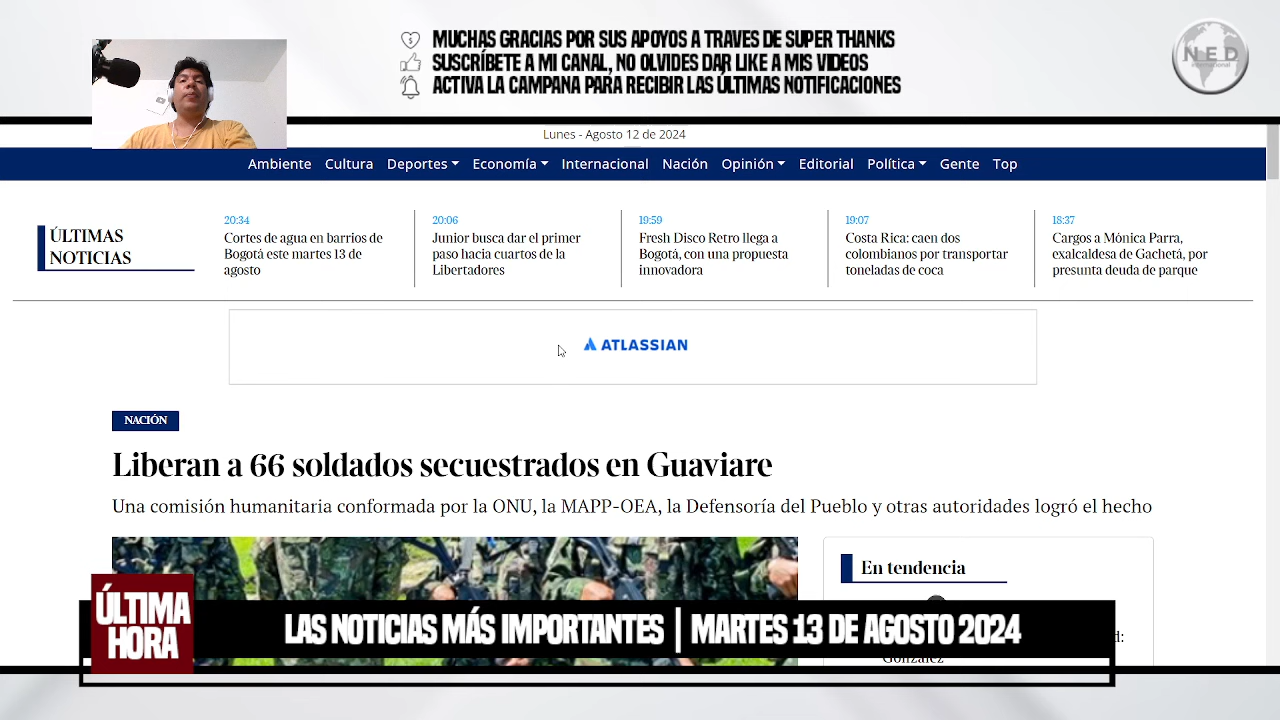 MUCHAS GRACIAS POR SUS APOYOS A TRAVES DE SUPER THANKS
SUSCRÍBETE A MI CANAL, NO OLVIDES DAR LIKE A MIS VIDEOS
ACTIVA LA CAMPANA PARA RECIBIR LAS ÚLTIMAS NOTIFICACIONES
N.E.D
international
Lunes - Agosto 12 de 2024
Ambiente Cultura Deportes Economía Internacional Nación Opinión Editorial Política Gente Top
ÚLTIMAS
NOTICIAS
20:34
Cortes de agua en barrios de
Bogotá este martes 13 de
agosto
20:06
Junior busca dar el primer
paso hacia cuartos de la
Libertadores
19:59
Fresh Disco Retro llega a
Bogotá, con una propuesta
innovadora
19:07
Costa Rica: caen dos
colombianos por transportar
toneladas de coca
18:37
Cargos a Mónica Parra,
exalcaldesa de Gachetá, por
presunta deuda de parque
ATLASSIAN
NACIÓN
Liberan a 66 soldados secuestrados en Guaviare
Una comisión humanitaria conformada por la ONU, la MAPP-OEA, la Defensoría del Pueblo y otras autoridades logró el hecho
En tendencia
González
ÚLTIMA
HORA
LAS NOTICIAS MÁS IMPORTANTES | MARTES 13 DE AGOSTO 2024